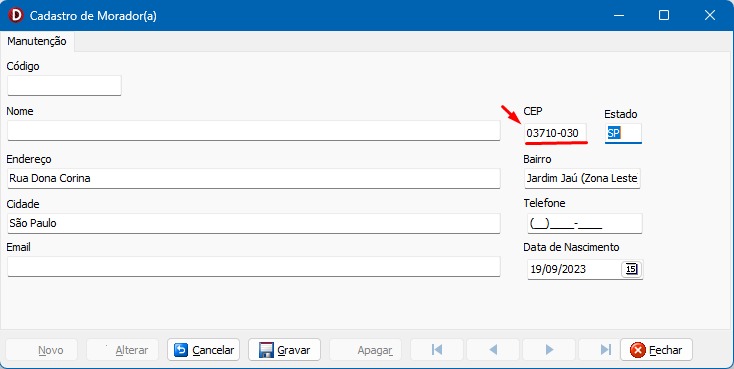 Cadastro de Morador(a)
Manutenção
Código
Nome
CEP
Estado
03710-030
SP
Endereço
Bairro
Rua Dona Corina
Jardim Jaú (Zona Leste
Cidade
Telefone
São Paulo
(__)____-____
Email
Data de Nascimento
19/09/2023
15
Novo
Alterar
Cancelar
Gravar
Apagar
Fechar